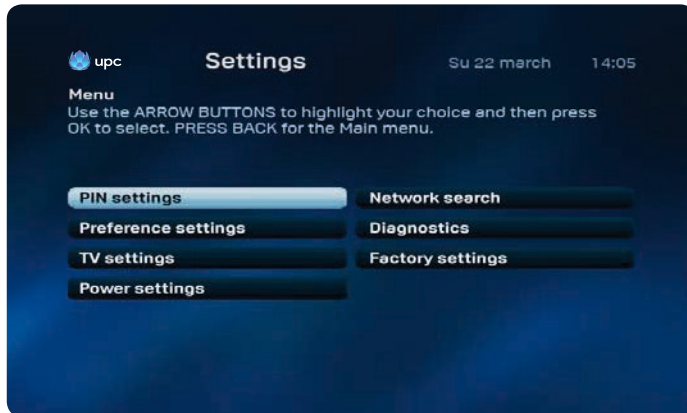 upc Settings Su 22 march 14:05
Menu
Use the ARROW BUTTONS to highlight your choice and then press
OK to select. PRESS BACK for the Main menu.
PIN settings Network search
Preference settings Diagnostics
TV settings Factory settings
Power settings